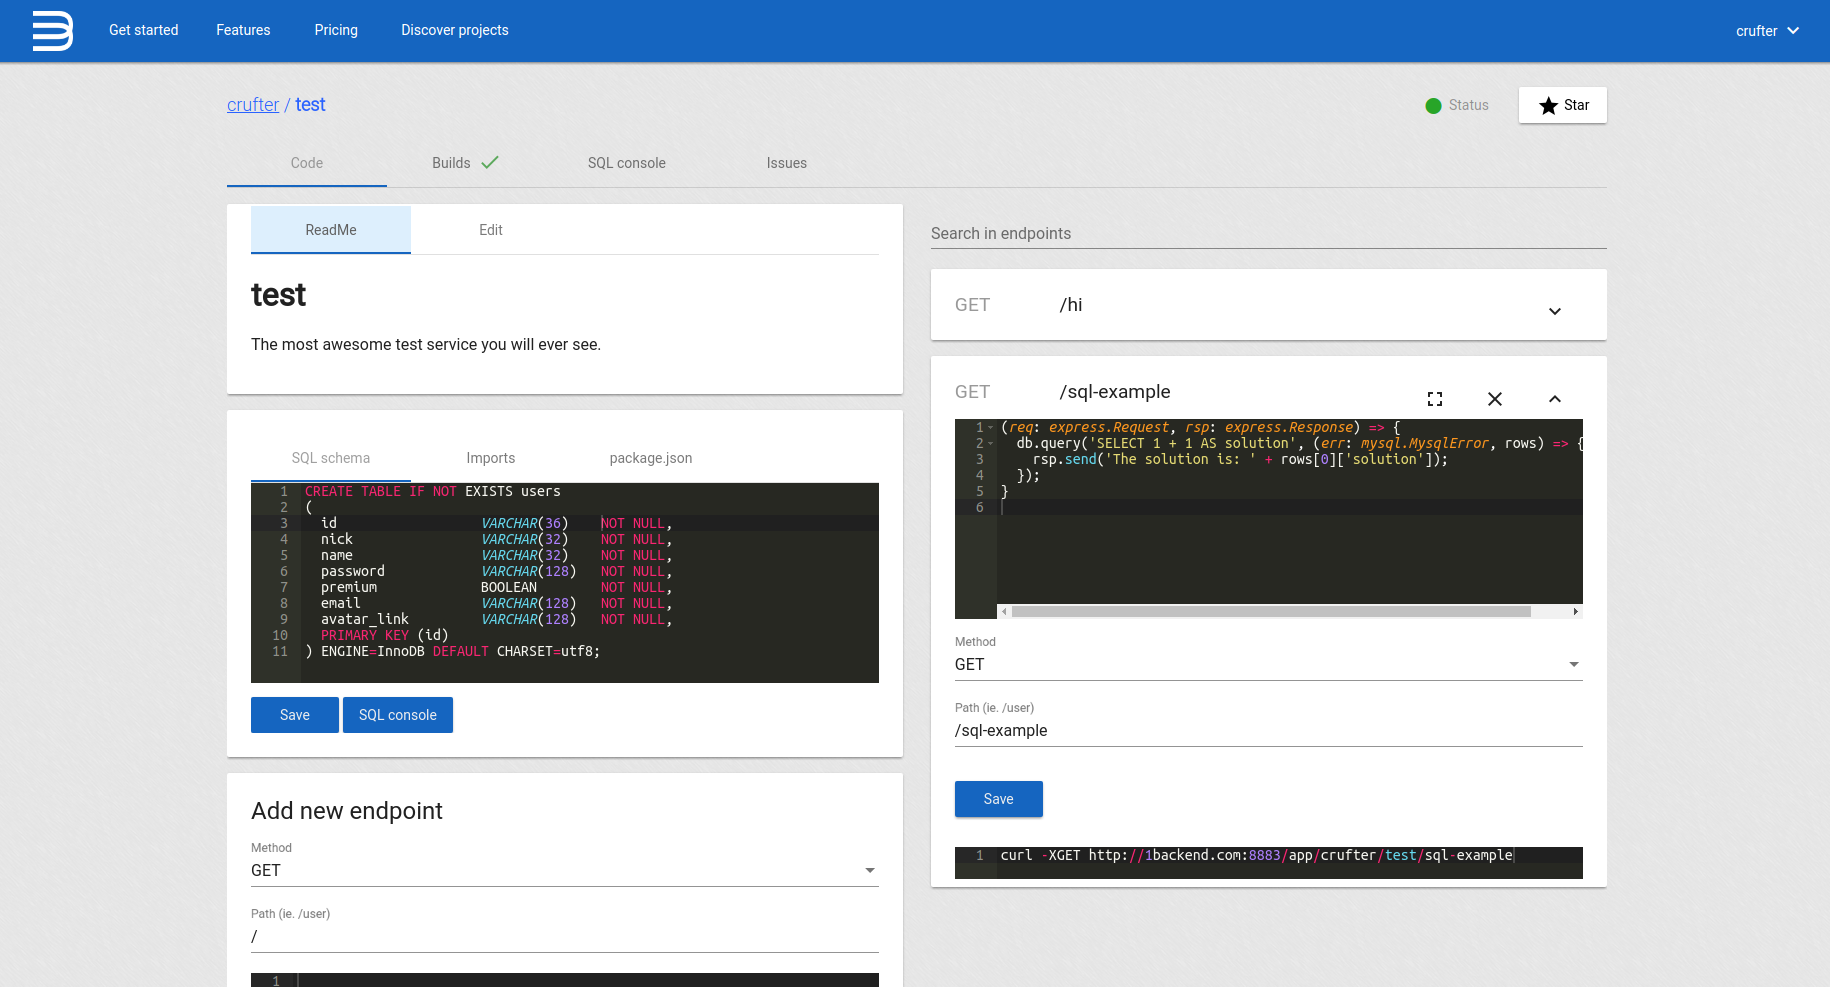 Get started Features Pricing Discover projects crufter
crufter / test
Status Star
Code Builds SQL console Issues
ReadMe Edit
test
The most awesome test service you will ever see.
SQL schema Imports package.json
1 CREATE TABLE IF NOT EXISTS users
2 (
3 id VARCHAR(36) NOT NULL,
4 nick VARCHAR(32) NOT NULL,
5 name VARCHAR(32) NOT NULL,
6 password VARCHAR(128) NOT NULL,
7 premium BOOLEAN NOT NULL,
8 email VARCHAR(128) NOT NULL,
9 avatar_link VARCHAR(128) NOT NULL,
10 PRIMARY KEY (id)
11 ) ENGINE=InnoDB DEFAULT CHARSET=utf8;
Save SQL console
Add new endpoint
Method
GET
Path (ie. /user)
/
1
Search in endpoints
GET /hi
GET /sql-example
1 (req: express.Request, rsp: express.Response) => {
2 db.query('SELECT 1 + 1 AS solution', (err: mysql.MysqlError, rows) => {
3 rsp.send('The solution is: ' + rows[0]['solution']);
4 });
5 }
6
Method
GET
Path (ie. /user)
/sql-example
Save
1 curl -XGET http://1backend.com:8883/app/crufter/test/sql-example